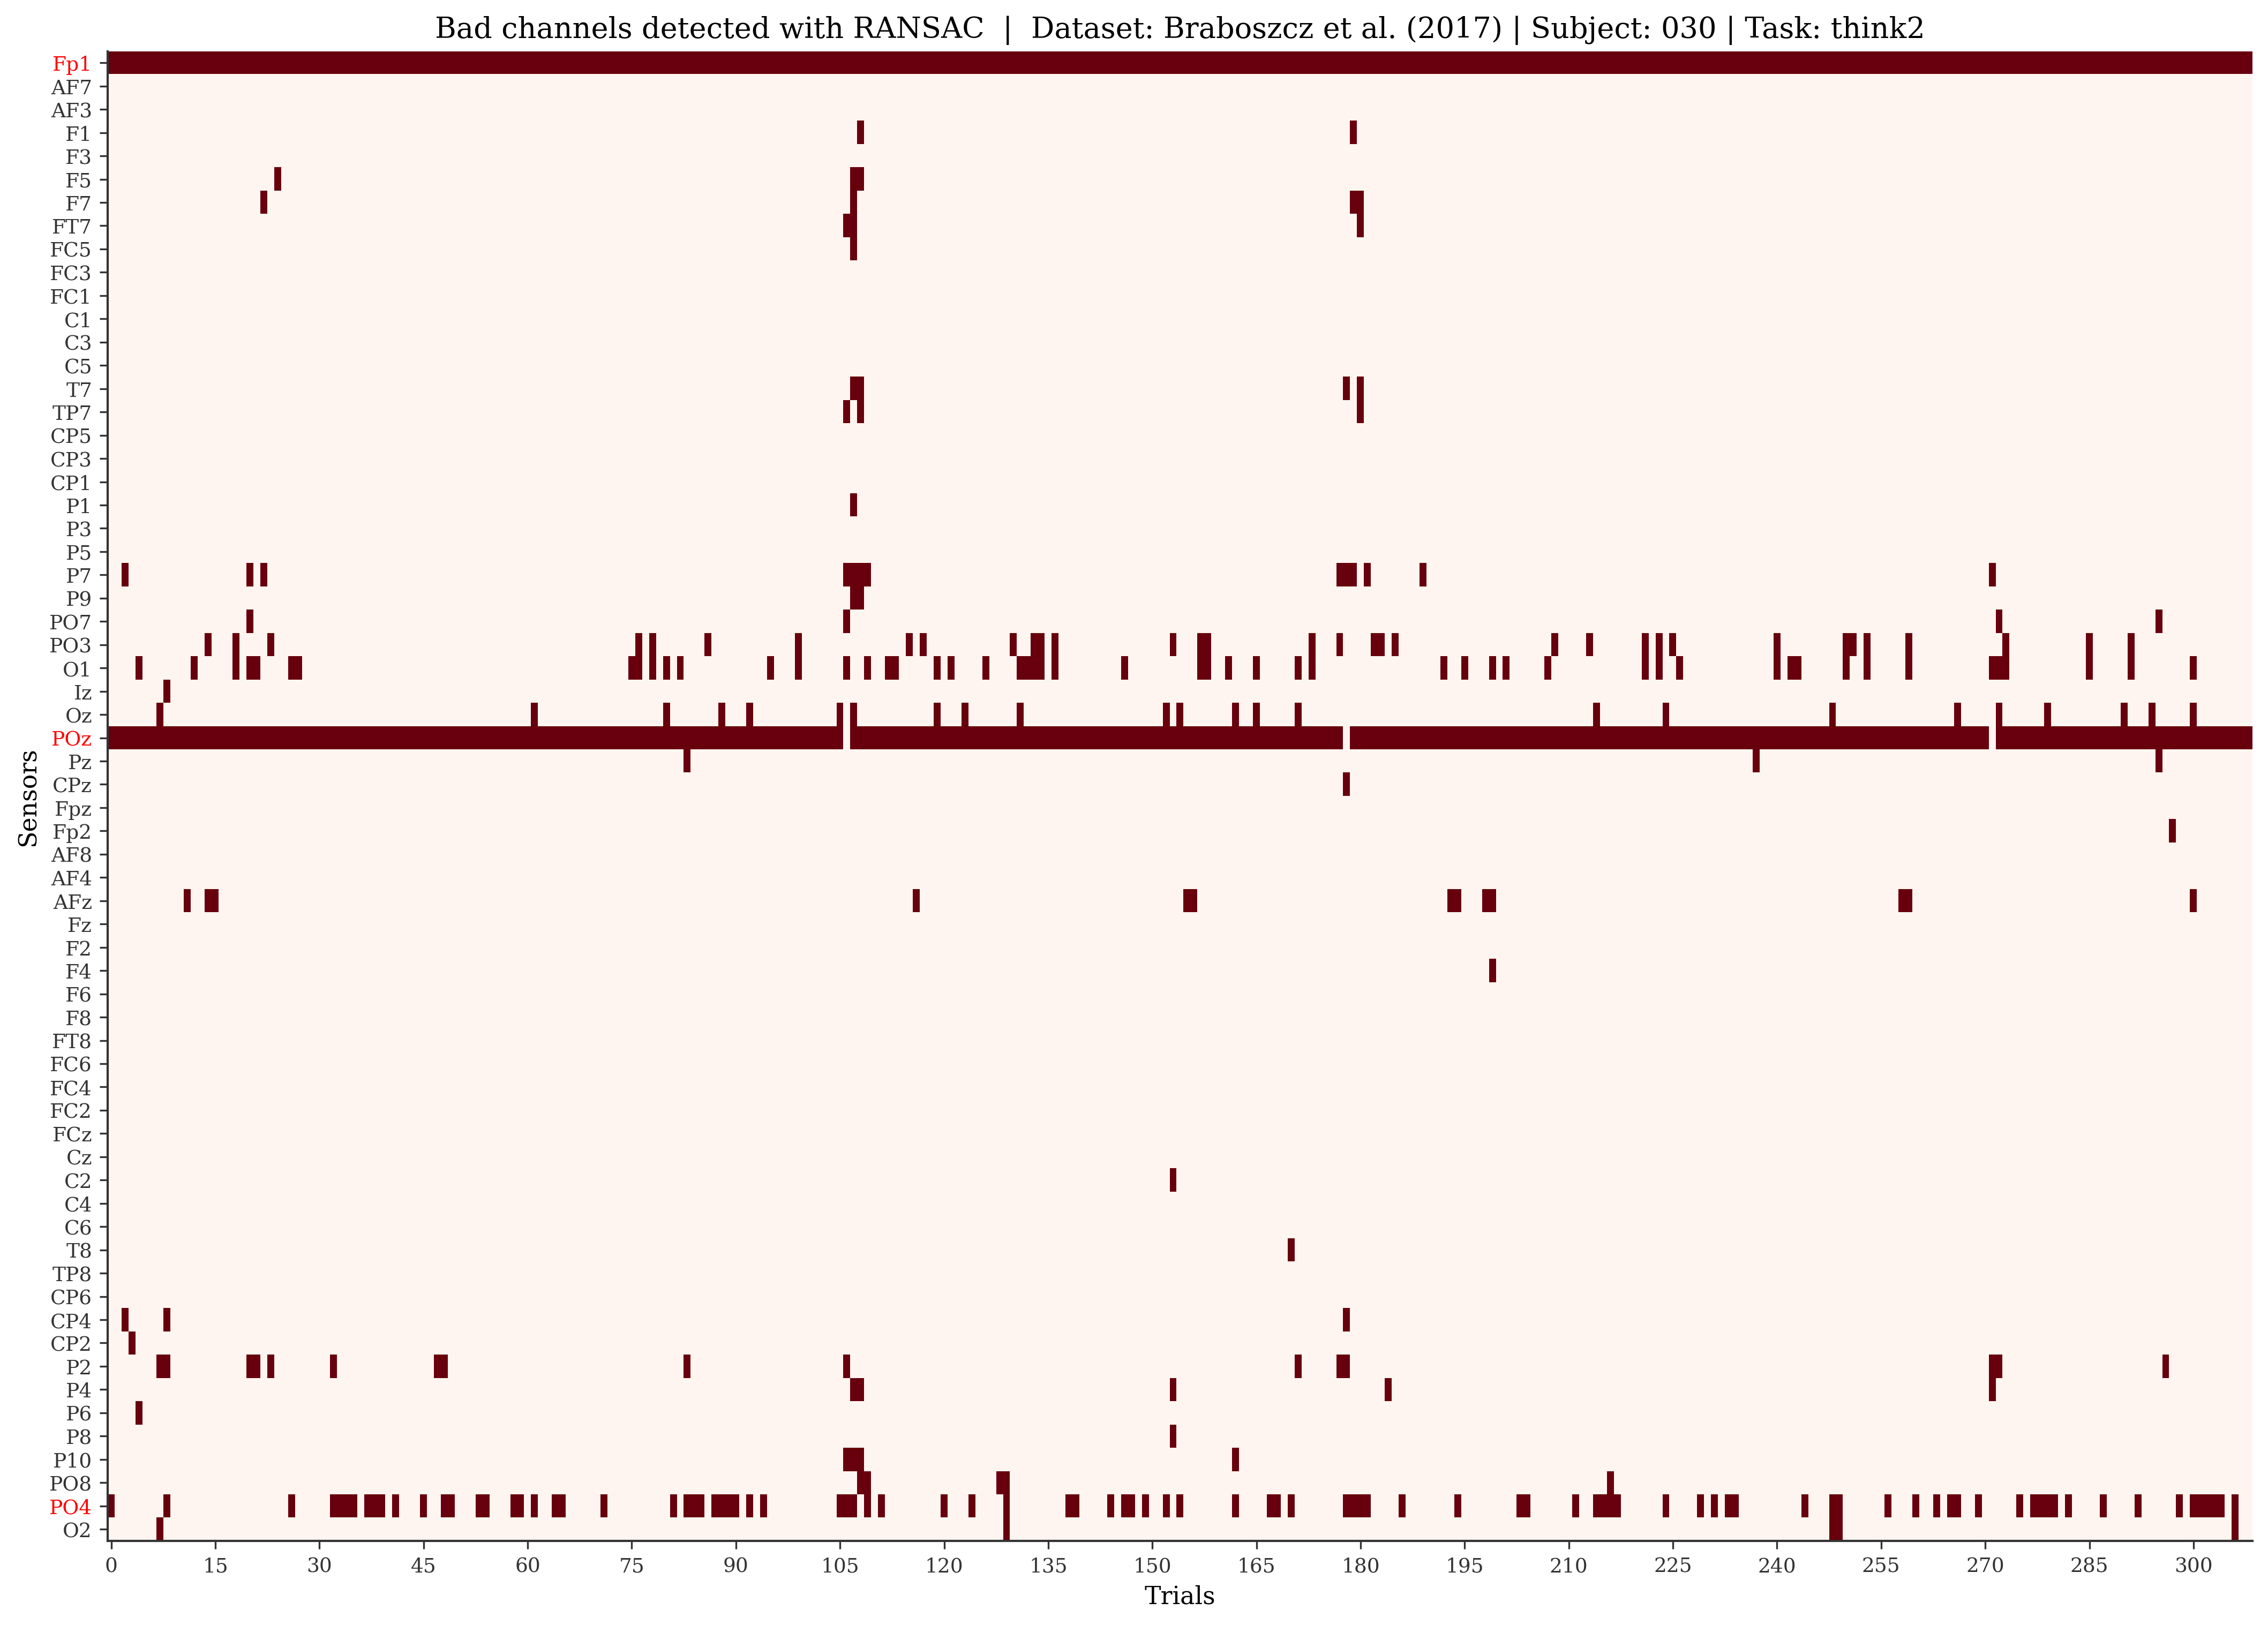 Bad channels detected with RANSAC | Dataset: Braboszcz et al. (2017) | Subject: 030 | Task: think2
Sensors
Fp1
AF7
AF3
F1
F3
F5
F7
FT7
FC5
FC3
FC1
C1
C3
C5
T7
TP7
CP5
CP3
CP1
P1
P3
P5
P7
P9
PO7
PO3
O1
Iz
Oz
POz
Pz
CPz
Fpz
Fp2
AF8
AF4
AFz
Fz
F2
F4
F6
F8
FT8
FC6
FC4
FC2
FCz
Cz
C2
C4
C6
T8
TP8
CP6
CP4
CP2
P2
P4
P6
P8
P10
PO8
PO4
O2
0 15 30 45 60 75 90 105 120 135 150 165 180 195 210 225 240 255 270 285 300
Trials